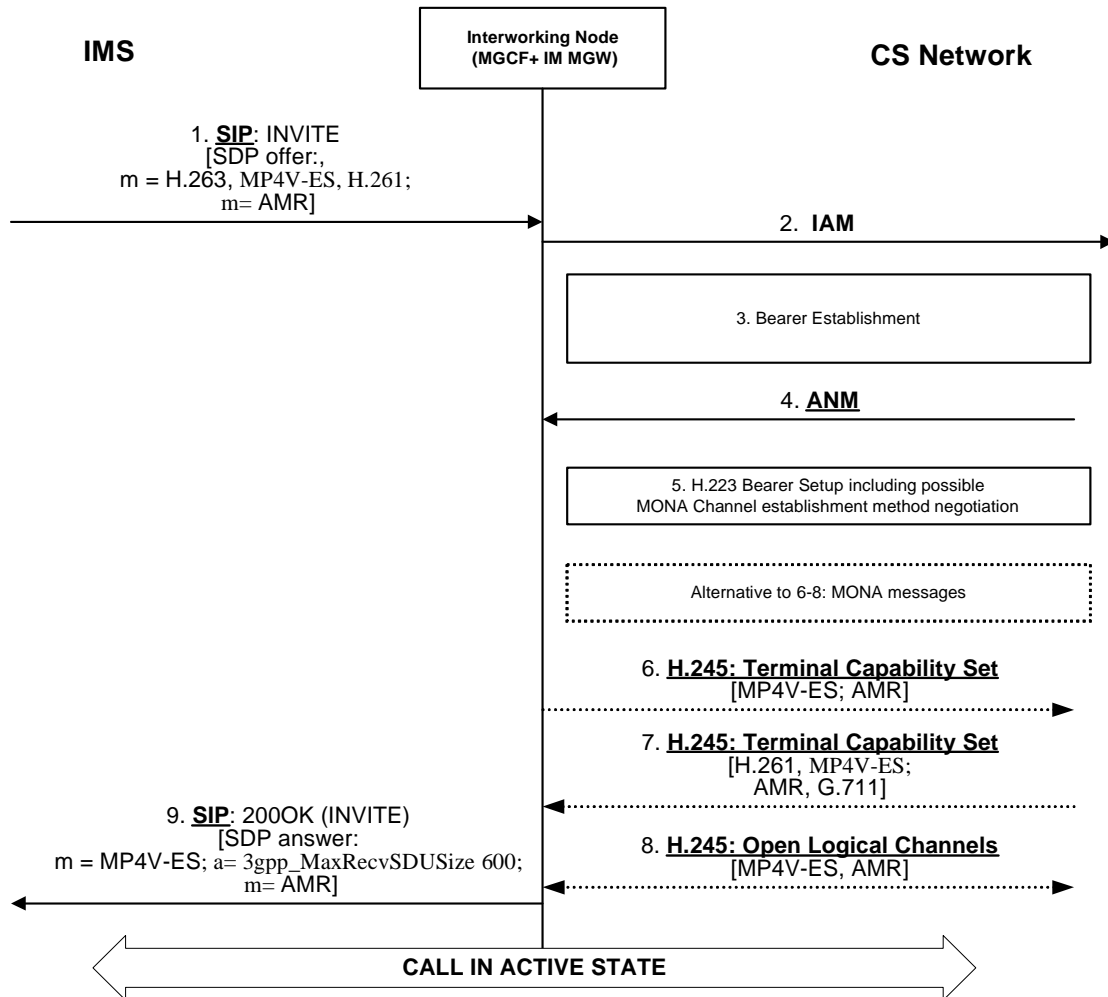 IMS
Interworking Node
(MGCF+ IM MGW)
CS Network
1. SIP: INVITE
[SDP offer:,
m = H.263, MP4V-ES, H.261;
m= AMR]
2. IAM
3. Bearer Establishment
4. ANM
5. H.223 Bearer Setup including possible
MONA Channel establishment method negotiation
Alternative to 6-8: MONA messages
6. H.245: Terminal Capability Set
[MP4V-ES; AMR]
7. H.245: Terminal Capability Set
[H.261, MP4V-ES;
AMR, G.711]
9. SIP: 200OK (INVITE)
[SDP answer:
m = MP4V-ES; a= 3gpp_MaxRecvSDUSize 600;
m= AMR]
8. H.245: Open Logical Channels
[MP4V-ES, AMR]
CALL IN ACTIVE STATE